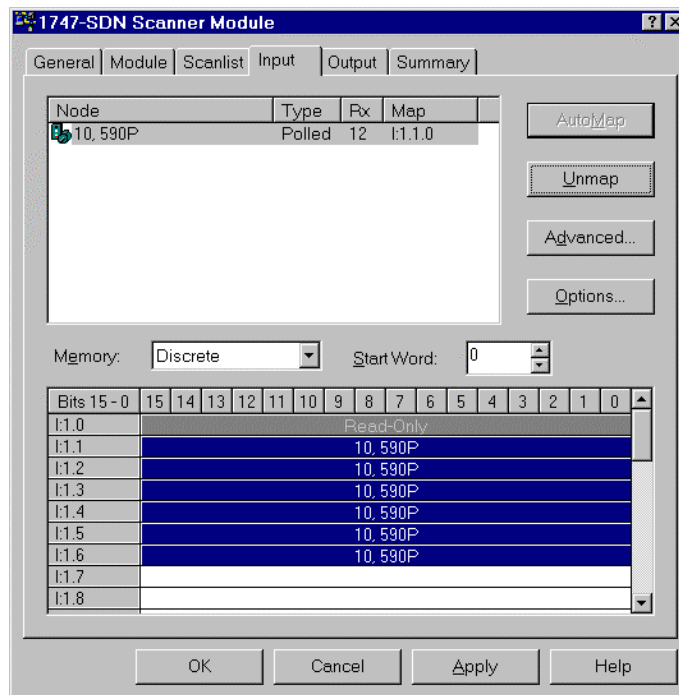 1747-SDN Scanner Module
General Module Scanlist Input Output Summary
Node Type Rx Map
10, 590P Polled 12 I:1.1.0
AutoMap
Unmap
Advanced...
Options...
Memory: Discrete Start Word: 0
Bits 15 - 0 15 14 13 12 11 10 9 8 7 6 5 4 3 2 1 0
I:1.0 Read-Only
I:1.1 10, 590P
I:1.2 10, 590P
I:1.3 10, 590P
I:1.4 10, 590P
I:1.5 10, 590P
I:1.6 10, 590P
I:1.7
I:1.8
OK Cancel Apply Help